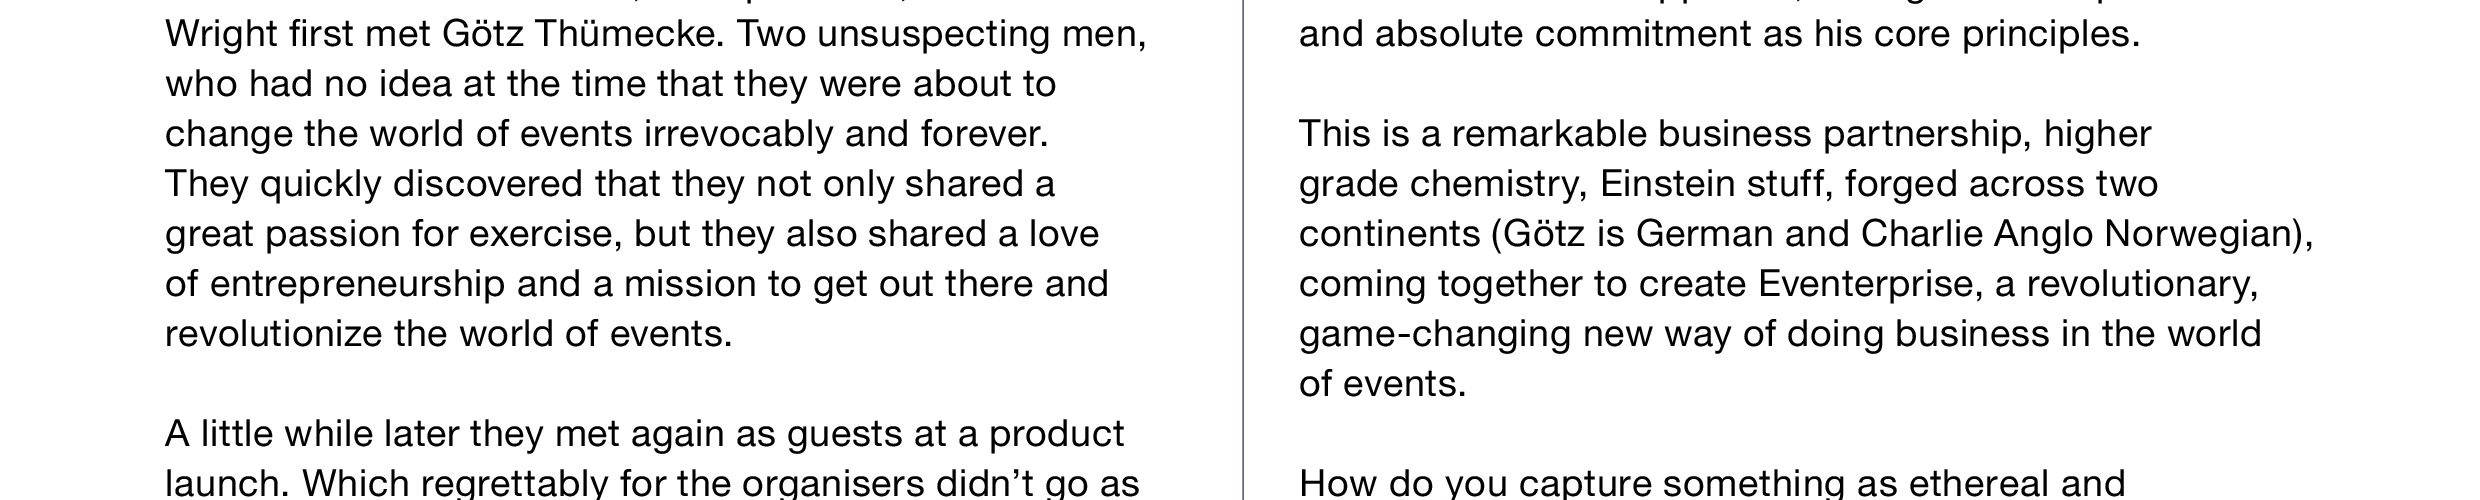 Wright first met Götz Thümecke. Two unsuspecting men,
who had no idea at the time that they were about to
change the world of events irrevocably and forever.
They quickly discovered that they not only shared a
great passion for exercise, but they also shared a love
of entrepreneurship and a mission to get out there and
revolutionize the world of events.
A little while later they met again as guests at a product
launch. Which regrettably for the organisers didn’t go as
and absolute commitment as his core principles.
This is a remarkable business partnership, higher
grade chemistry, Einstein stuff, forged across two
continents (Götz is German and Charlie Anglo Norwegian),
coming together to create Eventerprise, a revolutionary,
game-changing new way of doing business in the world
of events.
How do you capture something as ethereal and